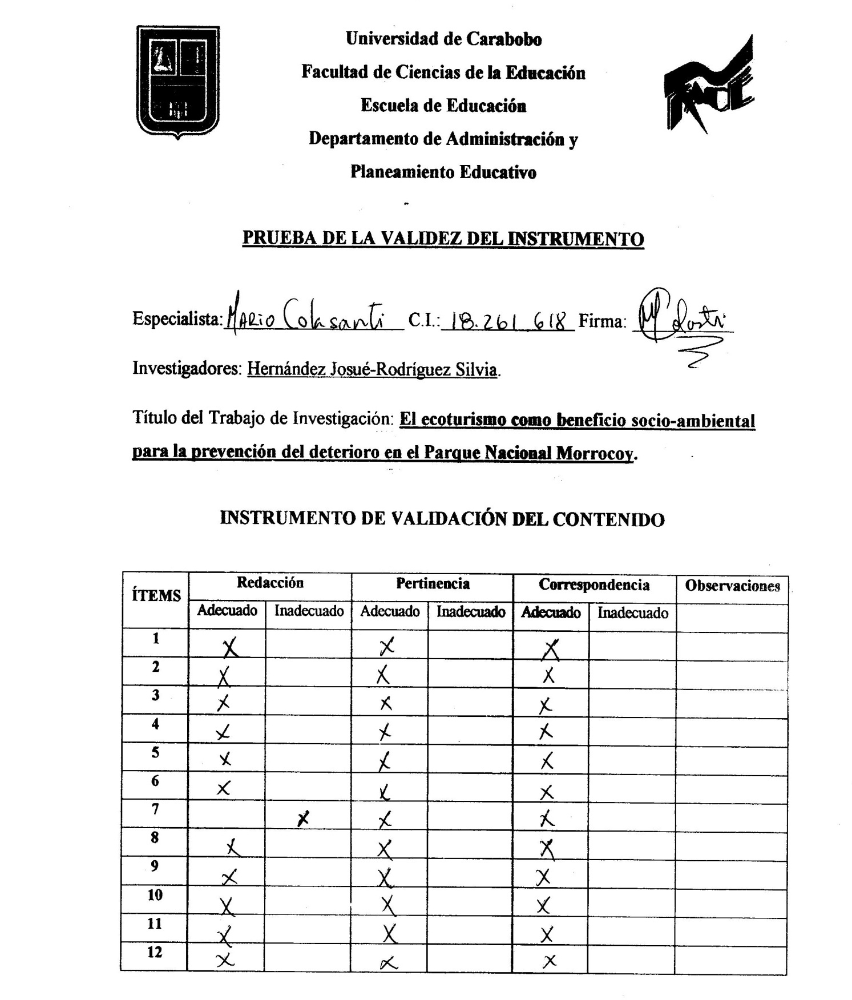 Universidad de Carabobo
Facultad de Ciencias de la Educación
Escuela de Educación
Departamento de Administración y
Planeamiento Educativo
PRUEBA DE LA VALIDEZ DEL INSTRUMENTO
Especialista: Mario Colasanti C.I.: 18.261.618 Firma:
Investigadores: Hernández Josué-Rodríguez Silvia.
Título del Trabajo de Investigación: El ecoturismo como beneficio socio-ambiental
para la prevención del deterioro en el Parque Nacional Morrocoy.
INSTRUMENTO DE VALIDACIÓN DEL CONTENIDO
ÍTEMS Redacción Pertinencia Correspondencia Observaciones
Adecuado Inadecuado Adecuado Inadecuado Adecuado Inadecuado
1 X X X
2 X X X
3 X X X
4 X X X
5 X X X
6 X X X
7 X X X
8 X X X
9 X X X
10 X X X
11 X X X
12 X X X